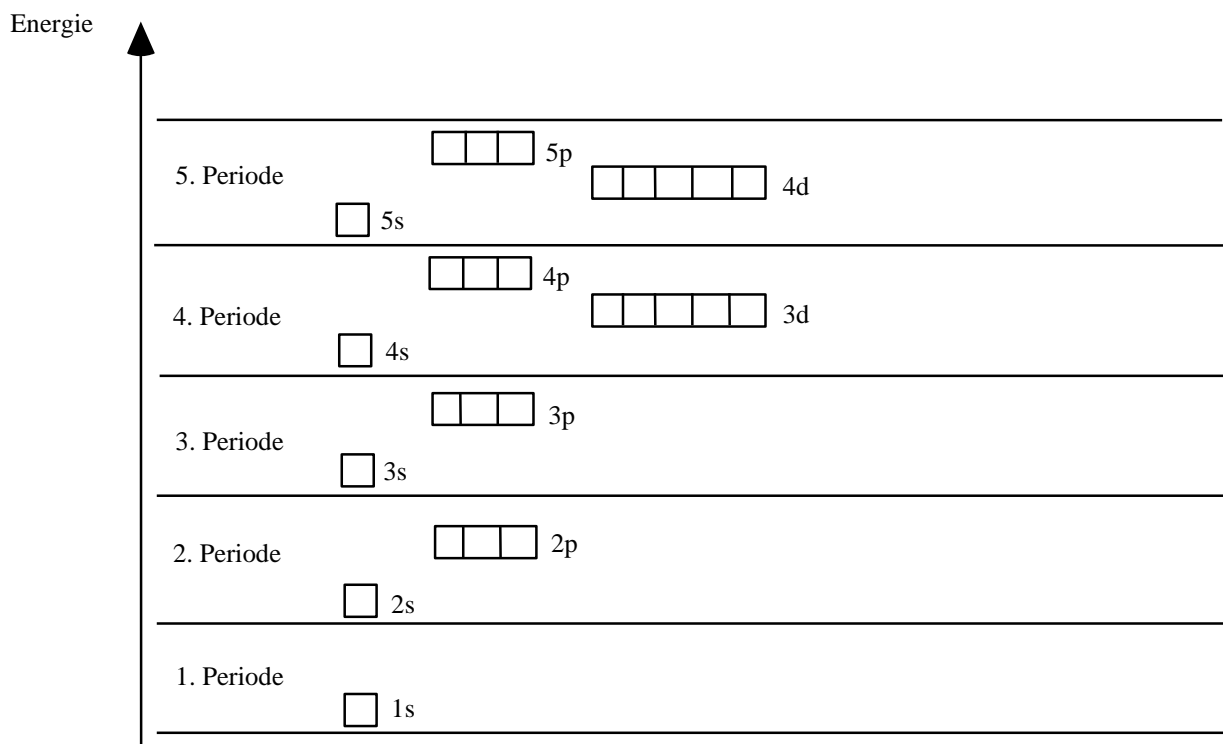 Energie
5p
5. Periode
4d
5s
4p
4. Periode
3d
4s
3p
3. Periode
3s
2p
2. Periode
2s
1. Periode
1s